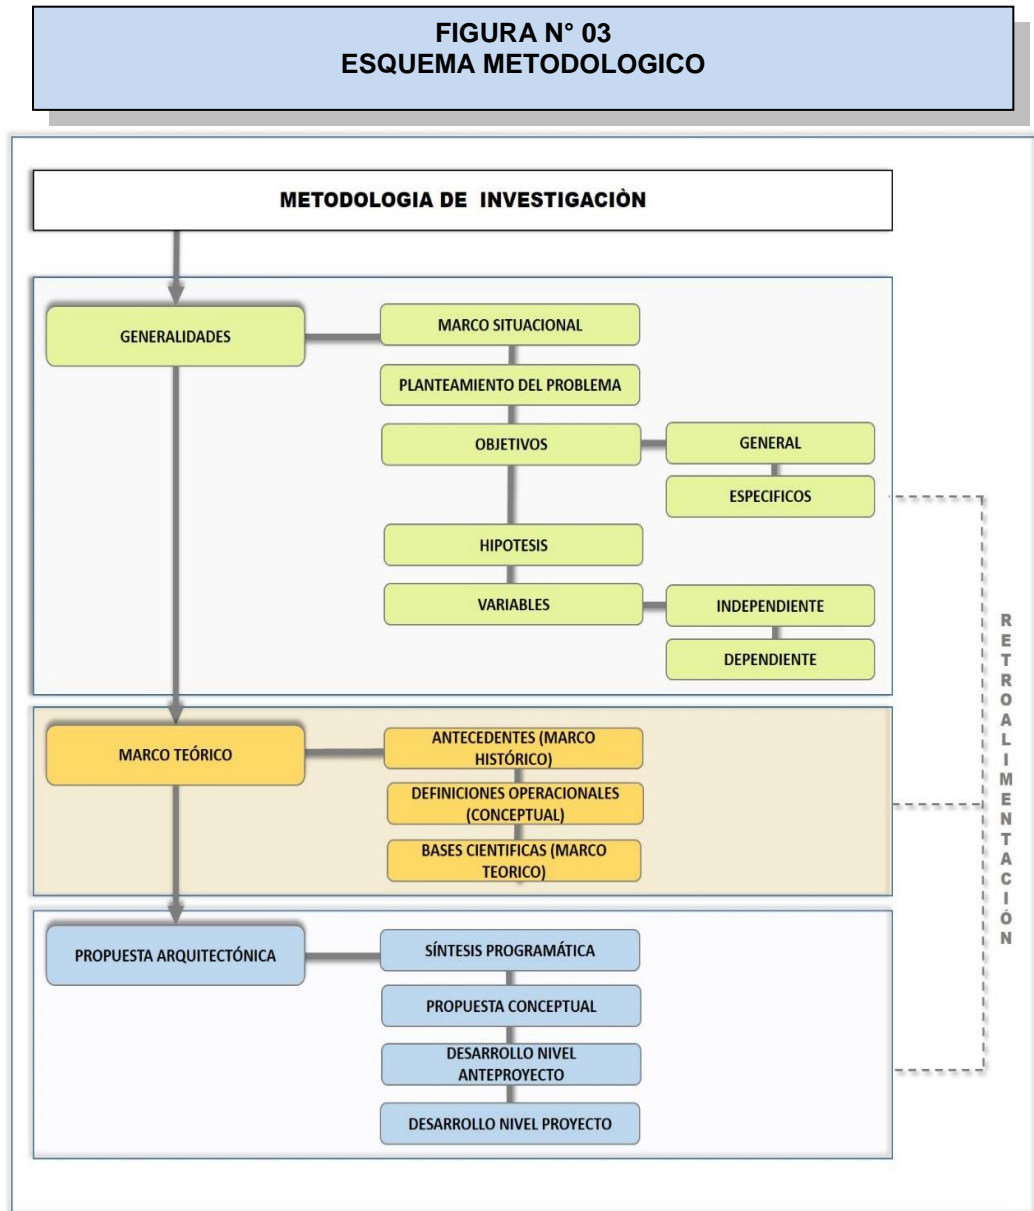 FIGURA N° 03
ESQUEMA METODOLOGICO
METODOLOGIA DE INVESTIGACIÒN
GENERALIDADES
MARCO SITUACIONAL
PLANTEAMIENTO DEL PROBLEMA
OBJETIVOS
GENERAL
ESPECIFICOS
HIPOTESIS
VARIABLES
INDEPENDIENTE
DEPENDIENTE
MARCO TEÓRICO
ANTECEDENTES (MARCO
HISTÓRICO)
DEFINICIONES OPERACIONALES
(CONCEPTUAL)
BASES CIENTIFICAS (MARCO
TEORICO)
PROPUESTA ARQUITECTÓNICA
SÍNTESIS PROGRAMÁTICA
PROPUESTA CONCEPTUAL
DESARROLLO NIVEL
ANTEPROYECTO
DESARROLLO NIVEL PROYECTO
RETROALIMENTACIÓN